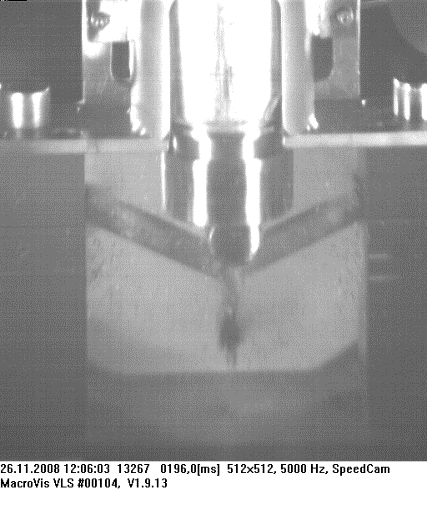 26.11.2008 12:06:03 13267 0196,0[ms] 512x512, 5000 Hz, SpeedCam
MacroVis VLS #00104, V1.9.13